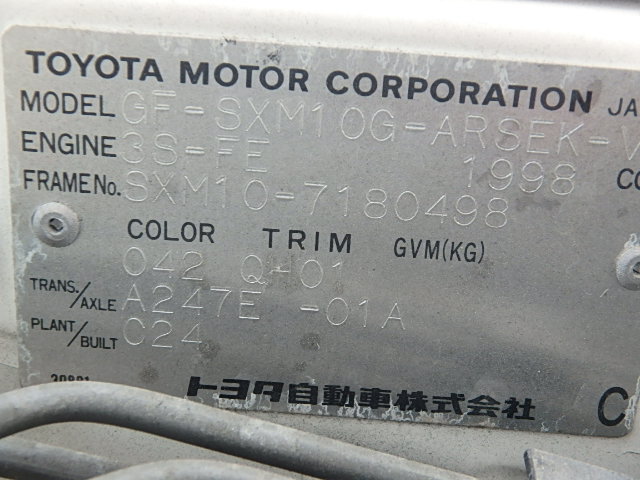 TOYOTA MOTOR CORPORATION JA
MODEL GF-SXM10G-ARSEK-V
ENGINE 3S-FE 1998 CC
FRAME No. SXM10-7180498
COLOR TRIM GVM(KG)
042 QH01
TRANS./AXLE A247E -01A
PLANT/BUILT C24
トヨタ自動車株式会社 C